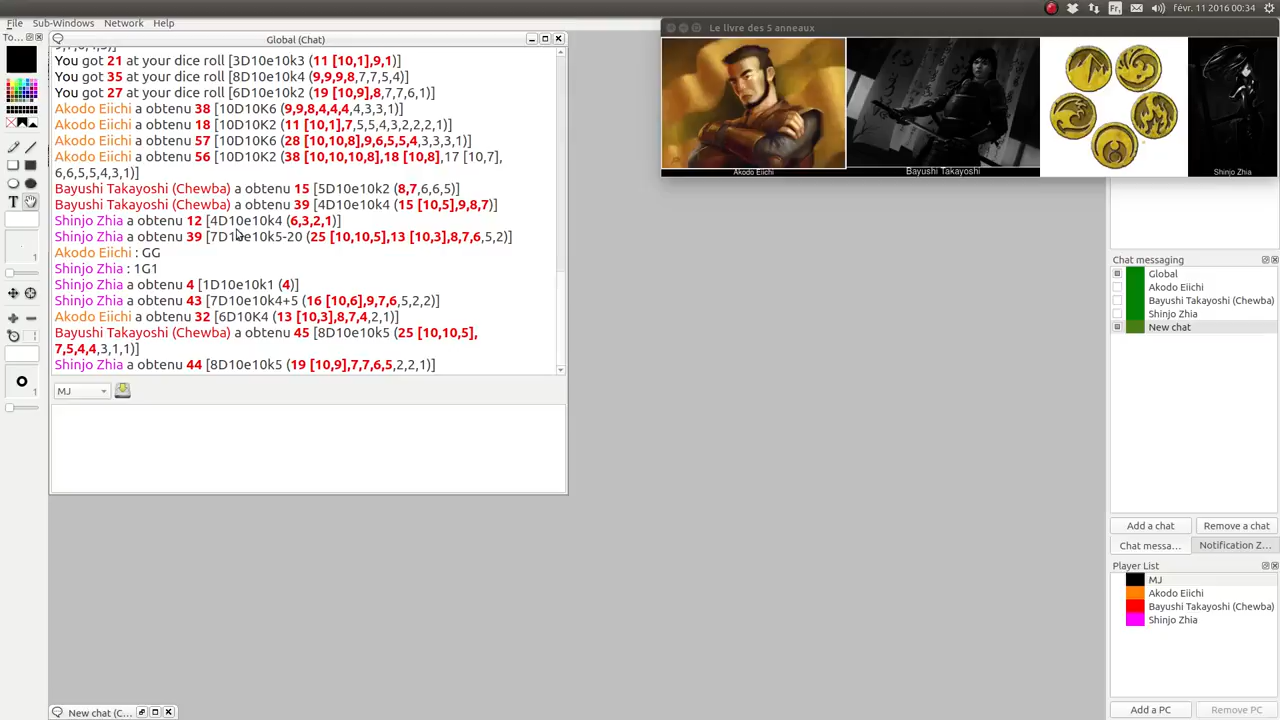 Fr
févr. 11 2016 00:34
File Sub-Windows Network Help
To...
Global (Chat)
You got 21 at your dice roll [3D10e10k3 (11 [10,1],9,1)]
You got 35 at your dice roll [8D10e10k4 (9,9,9,8,7,7,5,4)]
You got 27 at your dice roll [6D10e10k2 (19 [10,9],8,7,7,6,1)]
Akodo Eiichi a obtenu 38 [10D10K6 (9,9,8,4,4,4,4,3,3,1)]
Akodo Eiichi a obtenu 18 [10D10K2 (11 [10,1],7,5,5,4,3,2,2,2,1)]
Akodo Eiichi a obtenu 57 [10D10K6 (28 [10,10,8],9,6,5,5,4,3,3,3,1)]
Akodo Eiichi a obtenu 56 [10D10K2 (38 [10,10,10,8],18 [10,8],17 [10,7],
6,6,5,5,4,3,1)]
Bayushi Takayoshi (Chewba) a obtenu 15 [5D10e10k2 (8,7,6,6,5)]
Bayushi Takayoshi (Chewba) a obtenu 39 [4D10e10k4 (15 [10,5],9,8,7)]
Shinjo Zhia a obtenu 12 [4D10e10k4 (6,3,2,1)]
Shinjo Zhia a obtenu 39 [7D10e10k5-20 (25 [10,10,5],13 [10,3],8,7,6,5,2)]
Akodo Eiichi : GG
Shinjo Zhia : 1G1
Shinjo Zhia a obtenu 4 [1D10e10k1 (4)]
Shinjo Zhia a obtenu 43 [7D10e10k4+5 (16 [10,6],9,7,6,5,2,2)]
Akodo Eiichi a obtenu 32 [6D10K4 (13 [10,3],8,7,4,2,1)]
Bayushi Takayoshi (Chewba) a obtenu 45 [8D10e10k5 (25 [10,10,5],
7,5,4,4,3,1,1)]
Shinjo Zhia a obtenu 44 [8D10e10k5 (19 [10,9],7,7,6,5,2,2,1)]
MJ
T
1
1
Le livre des 5 anneaux
Akodo Eiichi
Bayushi Takayoshi
Shinjo Zhia
Chat messaging
Global
Akodo Eiichi
Bayushi Takayoshi (Chewba)
Shinjo Zhia
New chat
Add a chat
Remove a chat
Chat messa...
Notification Z...
Player List
MJ
Akodo Eiichi
Bayushi Takayoshi (Chewba)
Shinjo Zhia
Add a PC
Remove PC
New chat (C...